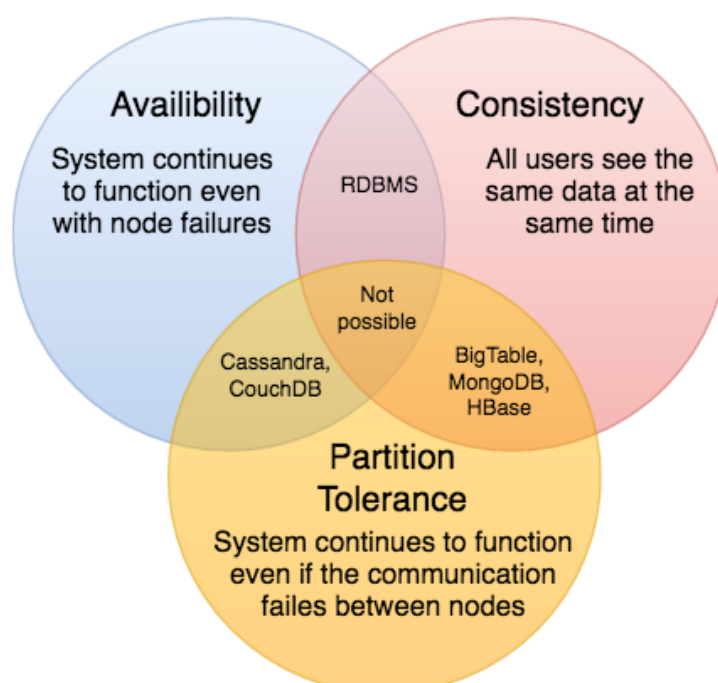 Availibility
System continues
to function even
with node failures
Consistency
All users see the
same data at the
same time
RDBMS
Not
possible
Cassandra,
CouchDB
BigTable,
MongoDB,
HBase
Partition
Tolerance
System continues to function
even if the communication
failes between nodes